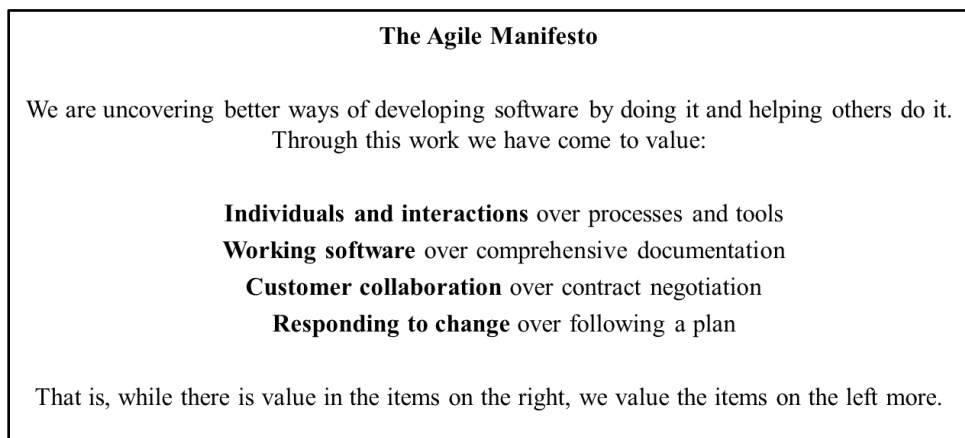 The Agile Manifesto
We are uncovering better ways of developing software by doing it and helping others do it.
Through this work we have come to value:
Individuals and interactions over processes and tools
Working software over comprehensive documentation
Customer collaboration over contract negotiation
Responding to change over following a plan
That is, while there is value in the items on the right, we value the items on the left more.